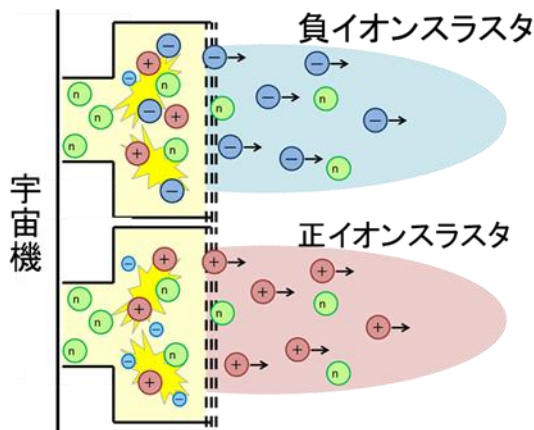 負イオンスラスタ
− + − − n
n − + n
n n − n −
n + n − − n
−
宇宙機
正イオンスラスタ
− + n + +
n + n n +
n − n + +
− + − n